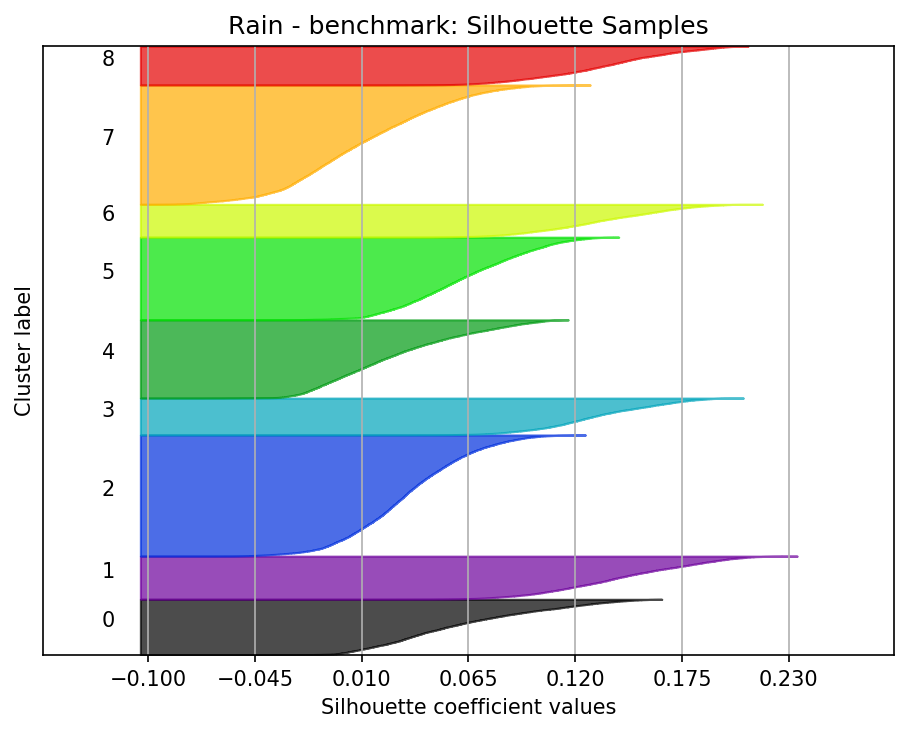 Rain - benchmark: Silhouette Samples
8
7
6
5
4
3
2
1
0
Cluster label
−0.100 −0.045 0.010 0.065 0.120 0.175 0.230
Silhouette coefficient values